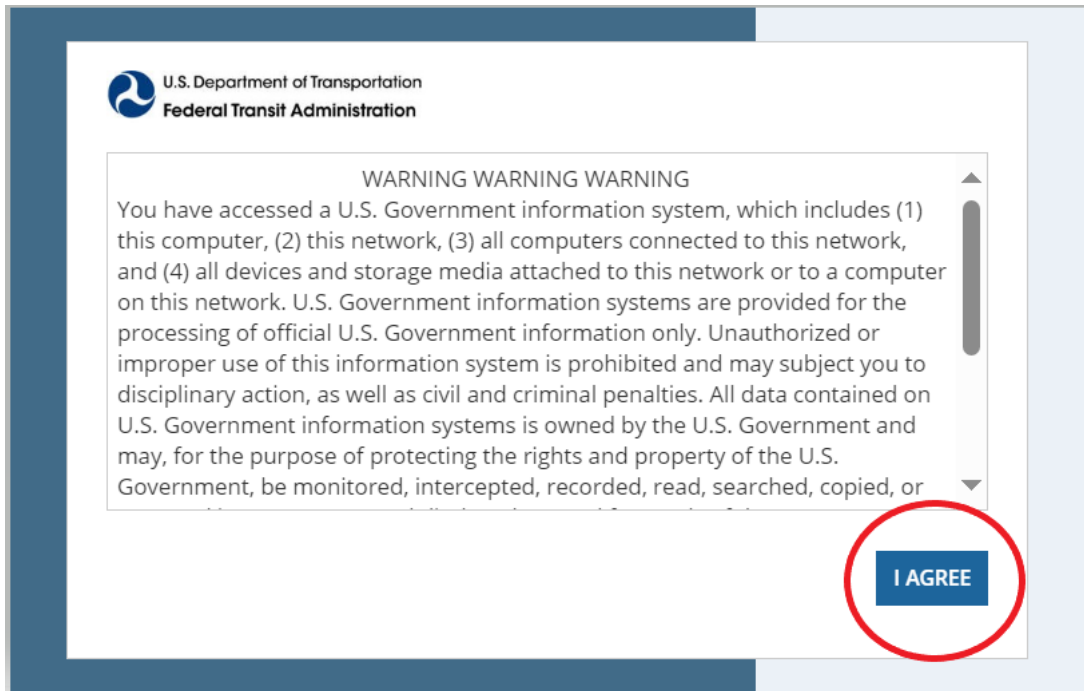 U.S. Department of Transportation
Federal Transit Administration
WARNING WARNING WARNING
You have accessed a U.S. Government information system, which includes (1)
this computer, (2) this network, (3) all computers connected to this network,
and (4) all devices and storage media attached to this network or to a computer
on this network. U.S. Government information systems are provided for the
processing of official U.S. Government information only. Unauthorized or
improper use of this information system is prohibited and may subject you to
disciplinary action, as well as civil and criminal penalties. All data contained on
U.S. Government information systems is owned by the U.S. Government and
may, for the purpose of protecting the rights and property of the U.S.
Government, be monitored, intercepted, recorded, read, searched, copied, or
I AGREE